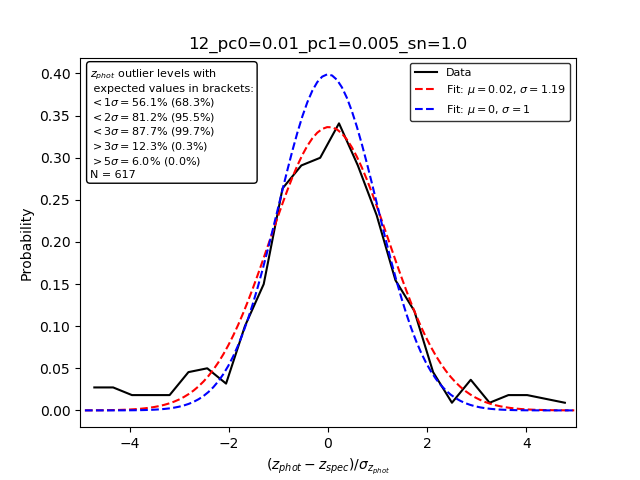 12_pc0=0.01_pc1=0.005_sn=1.0
z_phot outlier levels with
expected values in brackets:
< 1σ = 56.1% (68.3%)
< 2σ = 81.2% (95.5%)
< 3σ = 87.7% (99.7%)
> 3σ = 12.3% (0.3%)
> 5σ = 6.0% (0.0%)
N = 617
Data
Fit: μ = 0.02, σ = 1.19
Fit: μ = 0, σ = 1
0.40
0.35
0.30
0.25
0.20
0.15
0.10
0.05
0.00
Probability
−4 −2 0 2 4
(z_phot − z_spec)/σ_z_phot